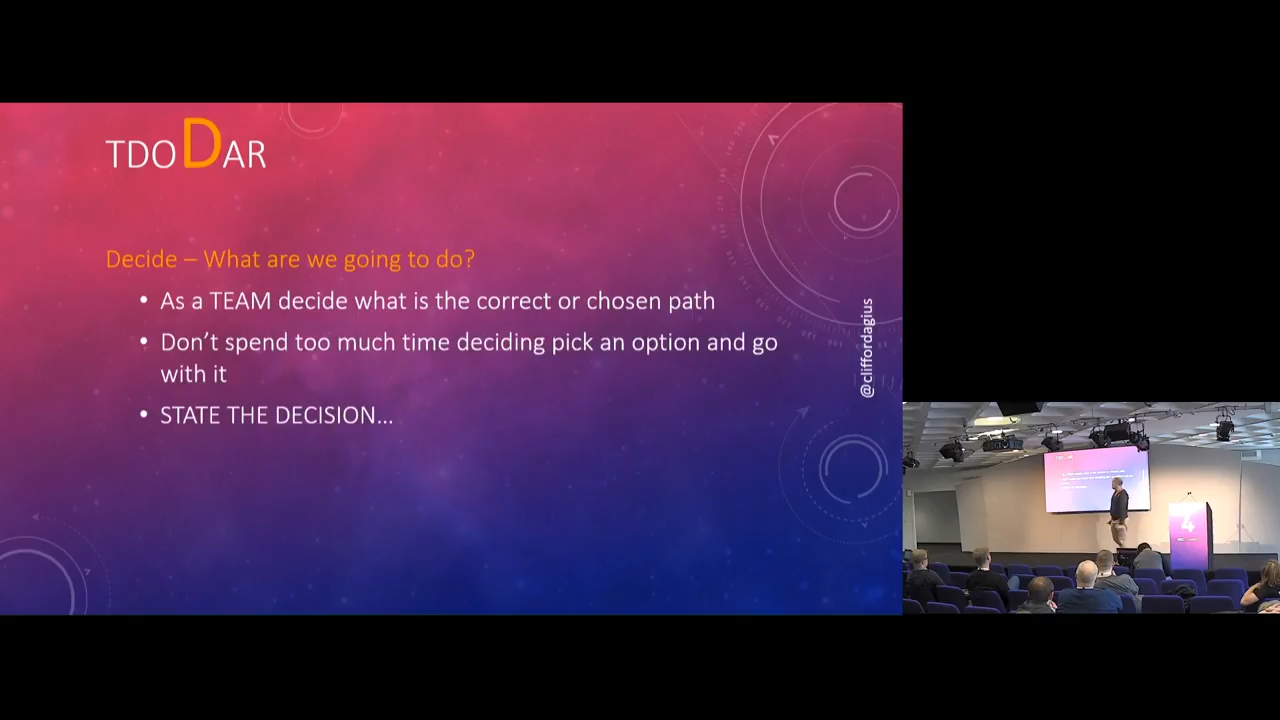 TDODAR
Decide – What are we going to do?
• As a TEAM decide what is the correct or chosen path
• Don't spend too much time deciding pick an option and go
with it
• STATE THE DECISION...
@cliffordagius
4